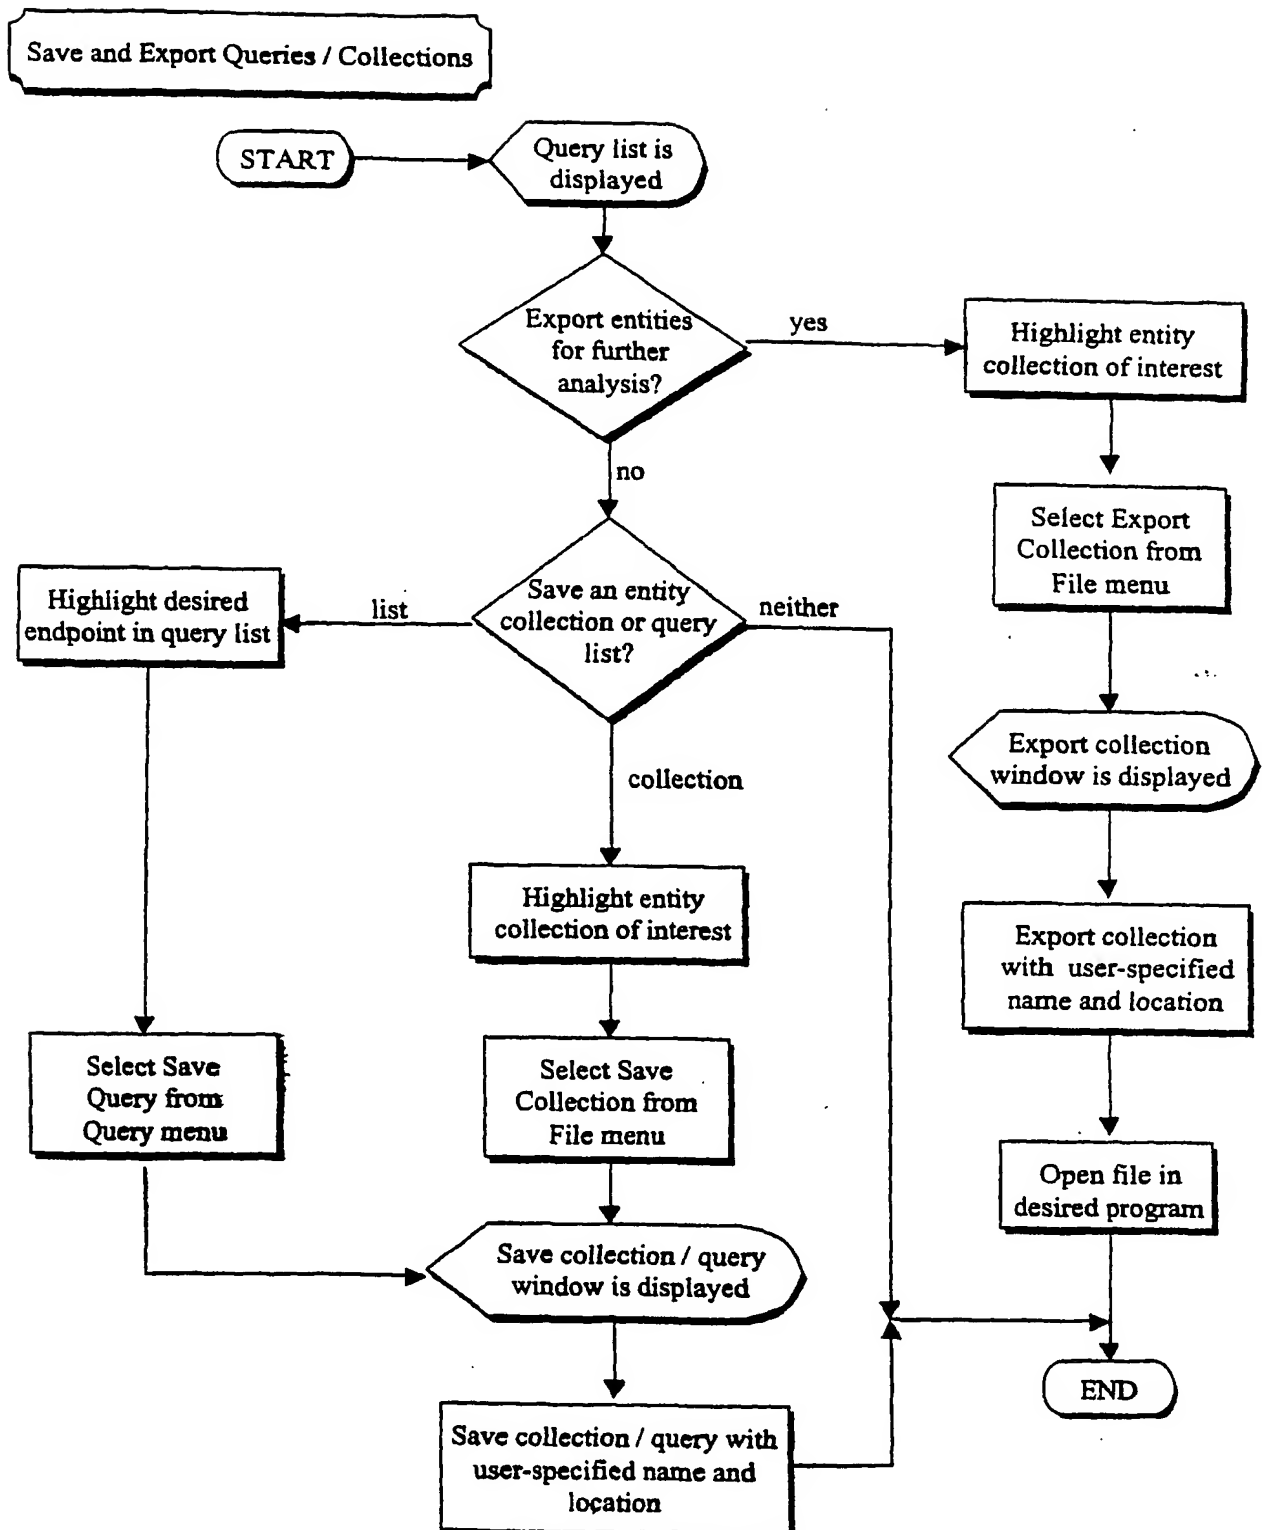 Save and Export Queries / Collections
START
Query list is
displayed
Export entities
for further
analysis?
yes
Highlight entity
collection of interest
no
Select Export
Collection from
File menu
Save an entity
collection or query
list?
list
neither
Highlight desired
endpoint in query list
Export collection
window is displayed
collection
Highlight entity
collection of interest
Export collection
with user-specified
name and location
Select Save
Query from
Query menu
Select Save
Collection from
File menu
Open file in
desired program
Save collection / query
window is displayed
END
Save collection / query with
user-specified name and
location